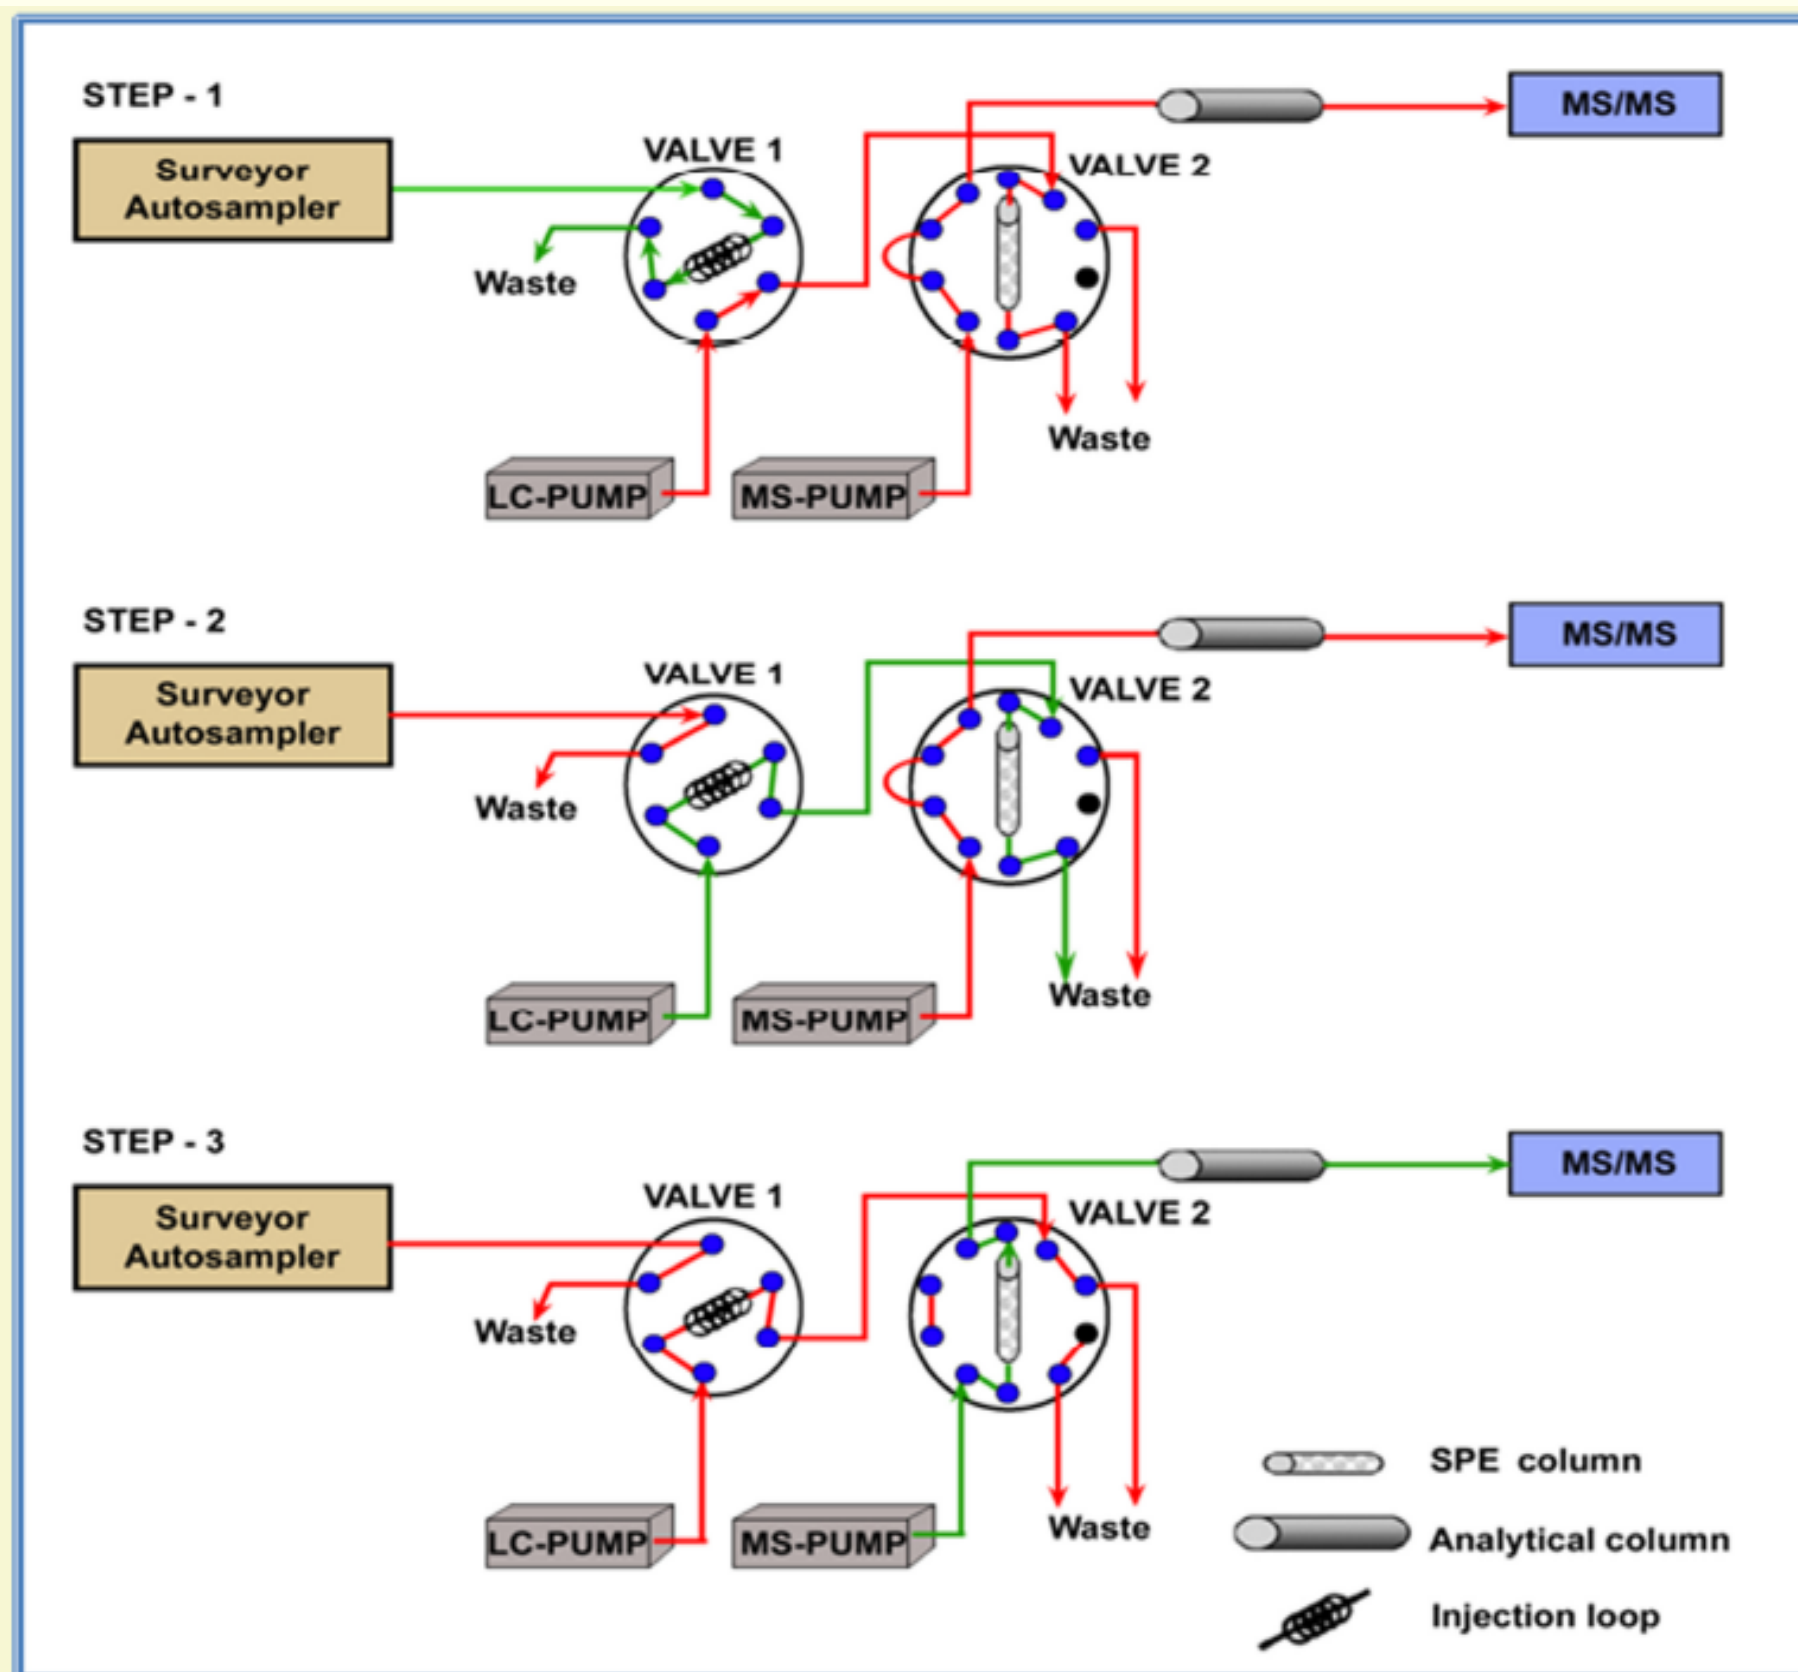 STEP - 1
Surveyor
Autosampler
VALVE 1
VALVE 2
MS/MS
Waste
Waste
LC-PUMP
MS-PUMP
STEP - 2
Surveyor
Autosampler
VALVE 1
VALVE 2
MS/MS
Waste
Waste
LC-PUMP
MS-PUMP
STEP - 3
Surveyor
Autosampler
VALVE 1
VALVE 2
MS/MS
Waste
Waste
LC-PUMP
MS-PUMP
SPE column
Analytical column
Injection loop